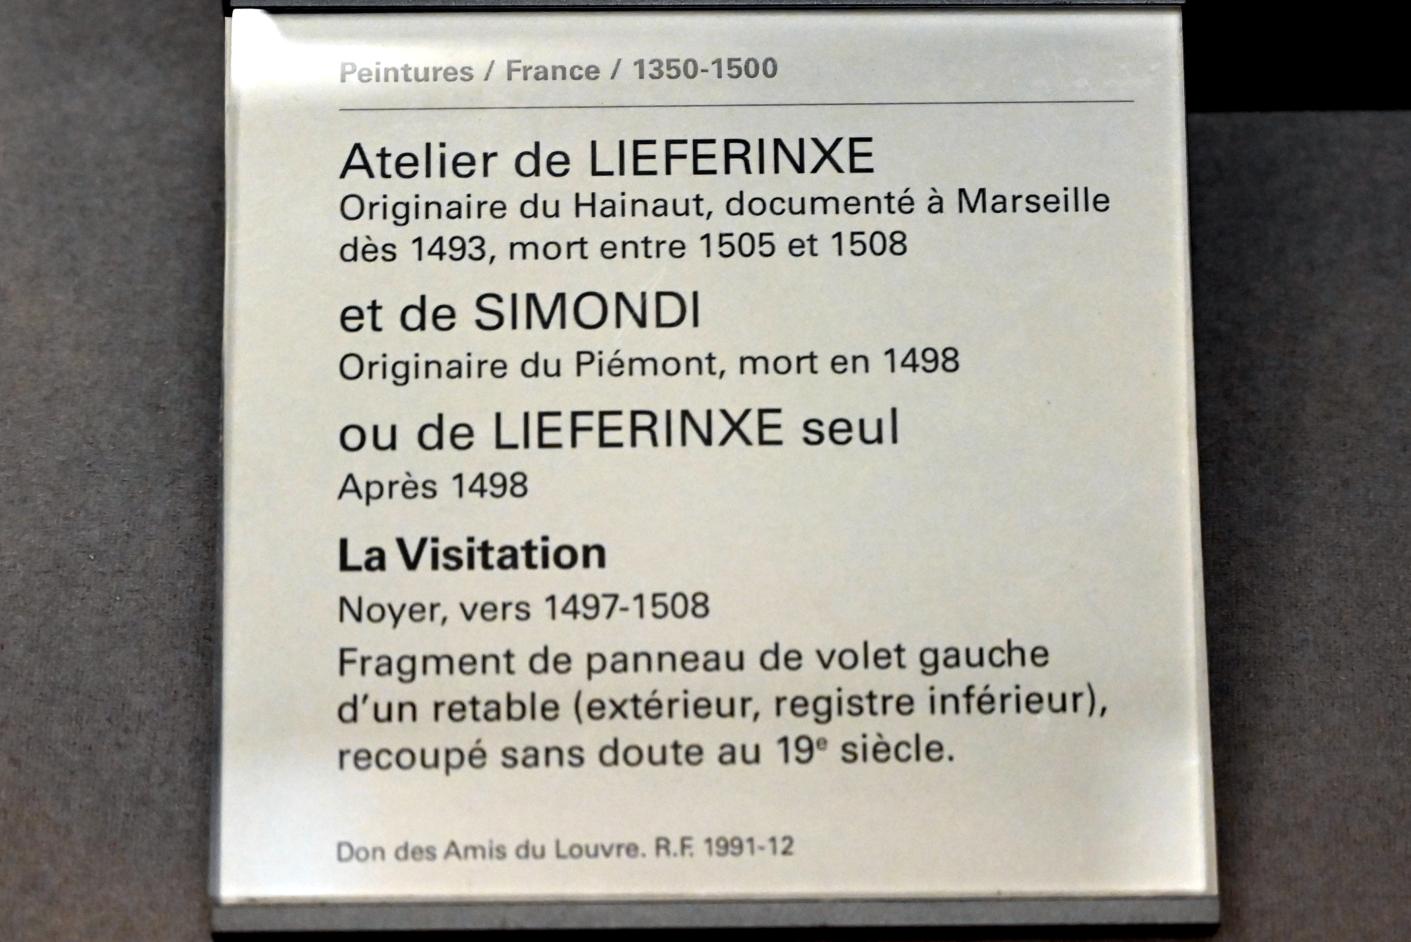 Peintures / France / 1350-1500
Atelier de LIEFERINXE
Originaire du Hainaut, documenté à Marseille
dès 1493, mort entre 1505 et 1508
et de SIMONDI
Originaire du Piémont, mort en 1498
ou de LIEFERINXE seul
Après 1498
La Visitation
Noyer, vers 1497-1508
Fragment de panneau de volet gauche
d’un retable (extérieur, registre inférieur),
recoupé sans doute au 19ᵉ siècle.
Don des Amis du Louvre. R.F. 1991-12